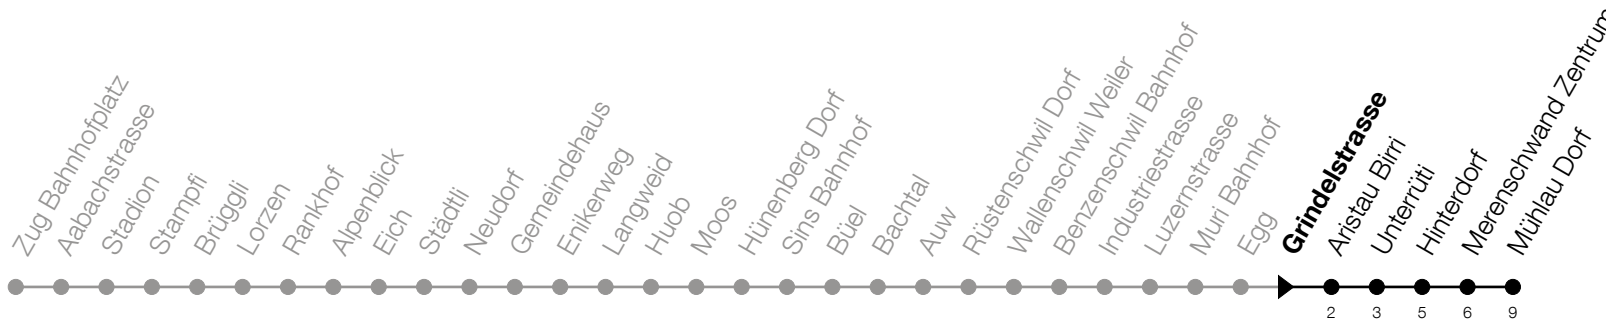 Zug Bahnhofplatz
Aabachstrasse
Stadion
Stampfi
Brüggli
Lorzen
Rankhof
Alpenblick
Eich
Städtli
Neudorf
Gemeindehaus
Enikerweg
Langweid
Huob
Moos
Hünenberg Dorf
Sins Bahnhof
Büel
Bachtal
Auw
Rüstenschwil Dorf
Wallenschwil Weiler
Benzenschwil Bahnhof
Industriestrasse
Luzernstrasse
Muri Bahnhof
Egg
Grindelstrasse
Aristau Birri
Unterrüti
Hinterdorf
Merenschwand Zentrum
Mühlau Dorf
2 3 5 6 9